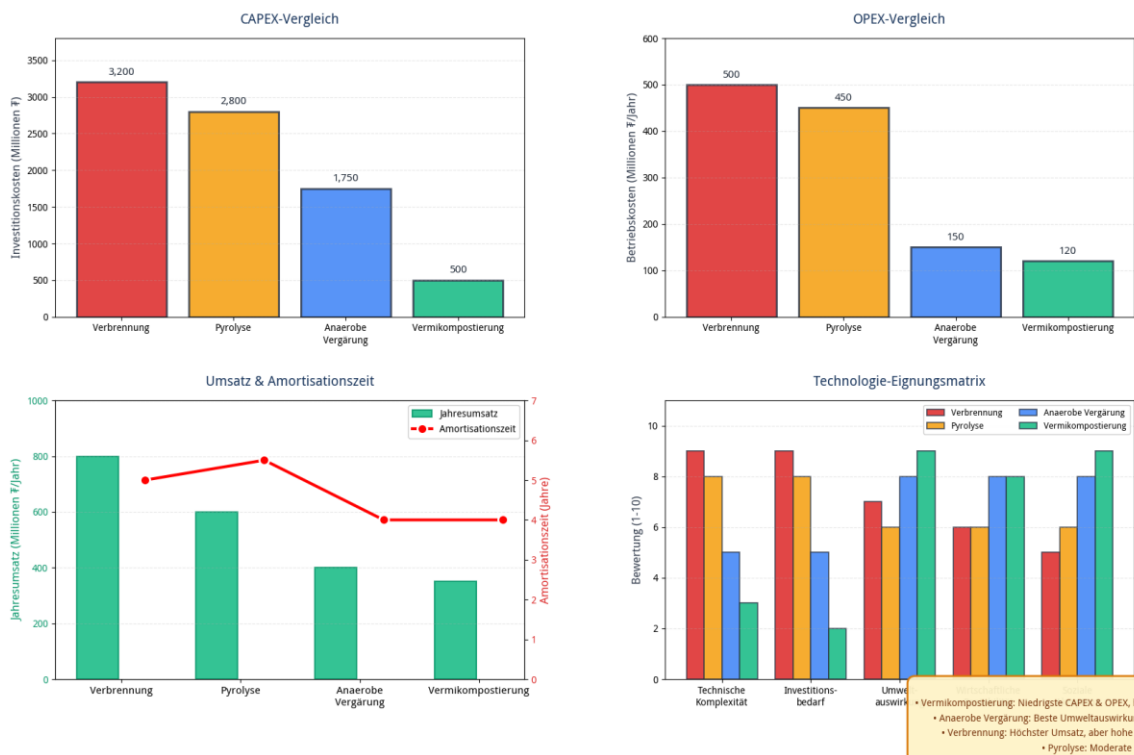 CAPEX-Vergleich
Investitionskosten (Millionen ₮)
3500
3000
2500
2000
1500
1000
500
0
3,200
2,800
1,750
500
Verbrennung
Pyrolyse
Anaerobe
Vergärung
Vermikompostierung
OPEX-Vergleich
Betriebskosten (Millionen ₮/Jahr)
600
500
400
300
200
100
0
500
450
150
120
Verbrennung
Pyrolyse
Anaerobe
Vergärung
Vermikompostierung
Umsatz & Amortisationszeit
Jahresumsatz (Millionen ₮/Jahr)
1000
800
600
400
200
0
Jahresumsatz
Amortisationszeit
7
6
5
4
3
2
1
0
Amortisationszeit (Jahre)
Verbrennung
Pyrolyse
Anaerobe
Vergärung
Vermikompostierung
Technologie-Eignungsmatrix
Bewertung (1-10)
10
8
6
4
2
0
Verbrennung
Pyrolyse
Anaerobe Vergärung
Vermikompostierung
Technische
Komplexität
Investitions-
bedarf
• Vermikompostierung: Niedrigste CAPEX & OPEX,
• Anaerobe Vergärung: Beste
• Verbrennung: Höchster Umsatz, aber hohe
• Pyrolyse: Moderate